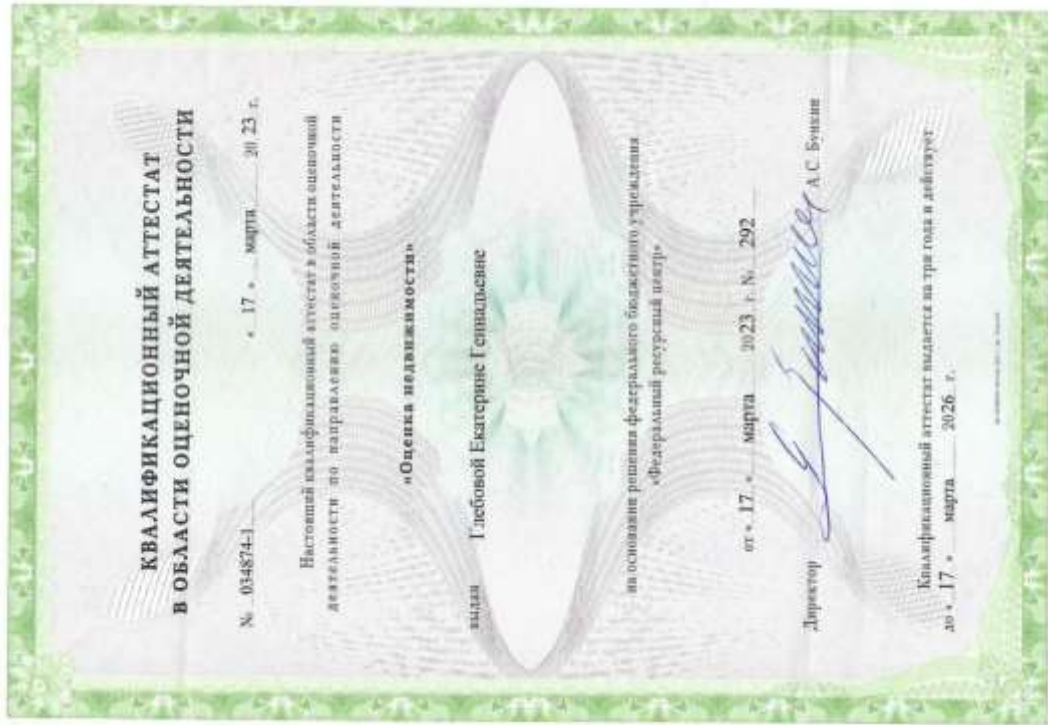 КВАЛИФИКАЦИОННЫЙ АТТЕСТАТ
В ОБЛАСТИ ОЦЕНОЧНОЙ ДЕЯТЕЛЬНОСТИ
№ 034874-1 « 17 » марта 20 23 г.
Настоящий квалификационный аттестат в области оценочной
деятельности по направлению оценочной деятельности
«Оценка недвижимости»
выдан Глебовой Екатерине Геннадьевне
на основании решения федерального бюджетного учреждения
«Федеральный ресурсный центр»
от « 17 » марта 2023 г. № 292
Директор А.С. Бункин
Квалификационный аттестат выдается на три года и действует
до « 17 » марта 2026 г.